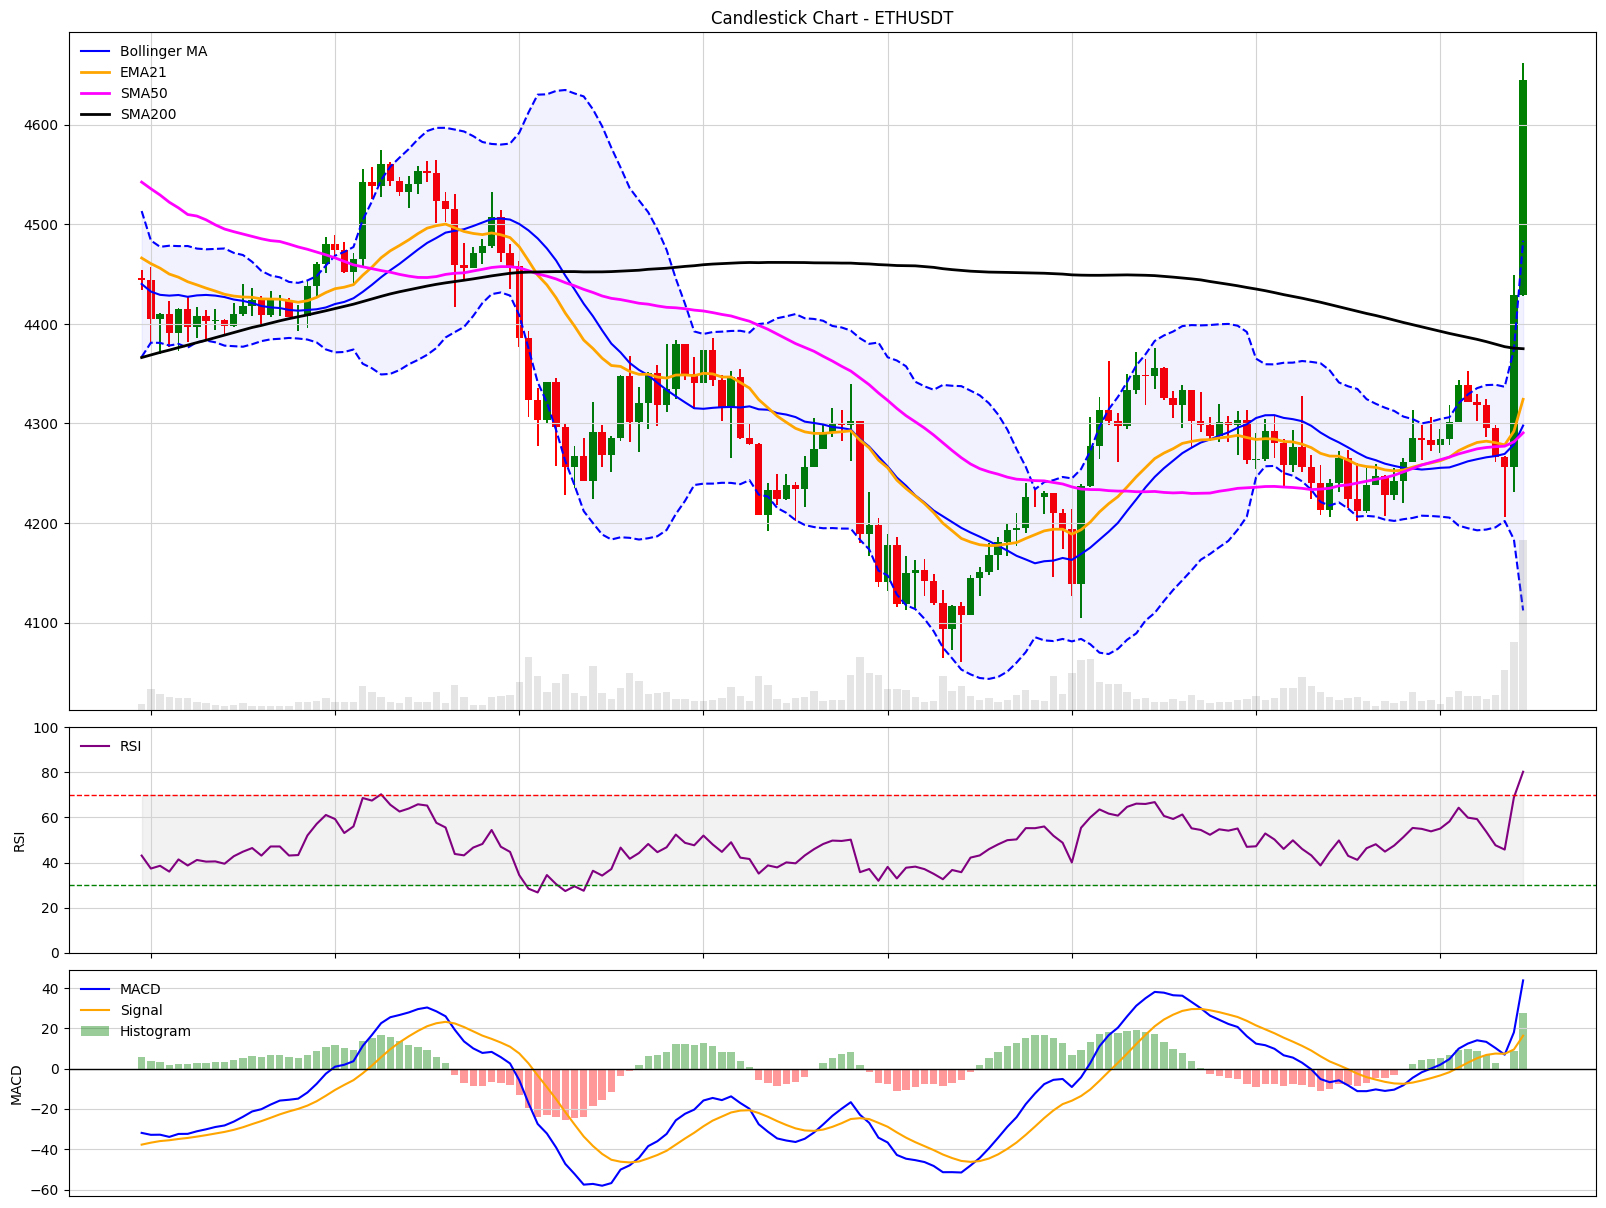 Candlestick Chart - ETHUSDT
Bollinger MA
EMA21
SMA50
SMA200
4600
4500
4400
4300
4200
4100
100
80
60
40
20
0
RSI
RSI
40
20
0
−20
−40
−60
MACD
MACD
Signal
Histogram